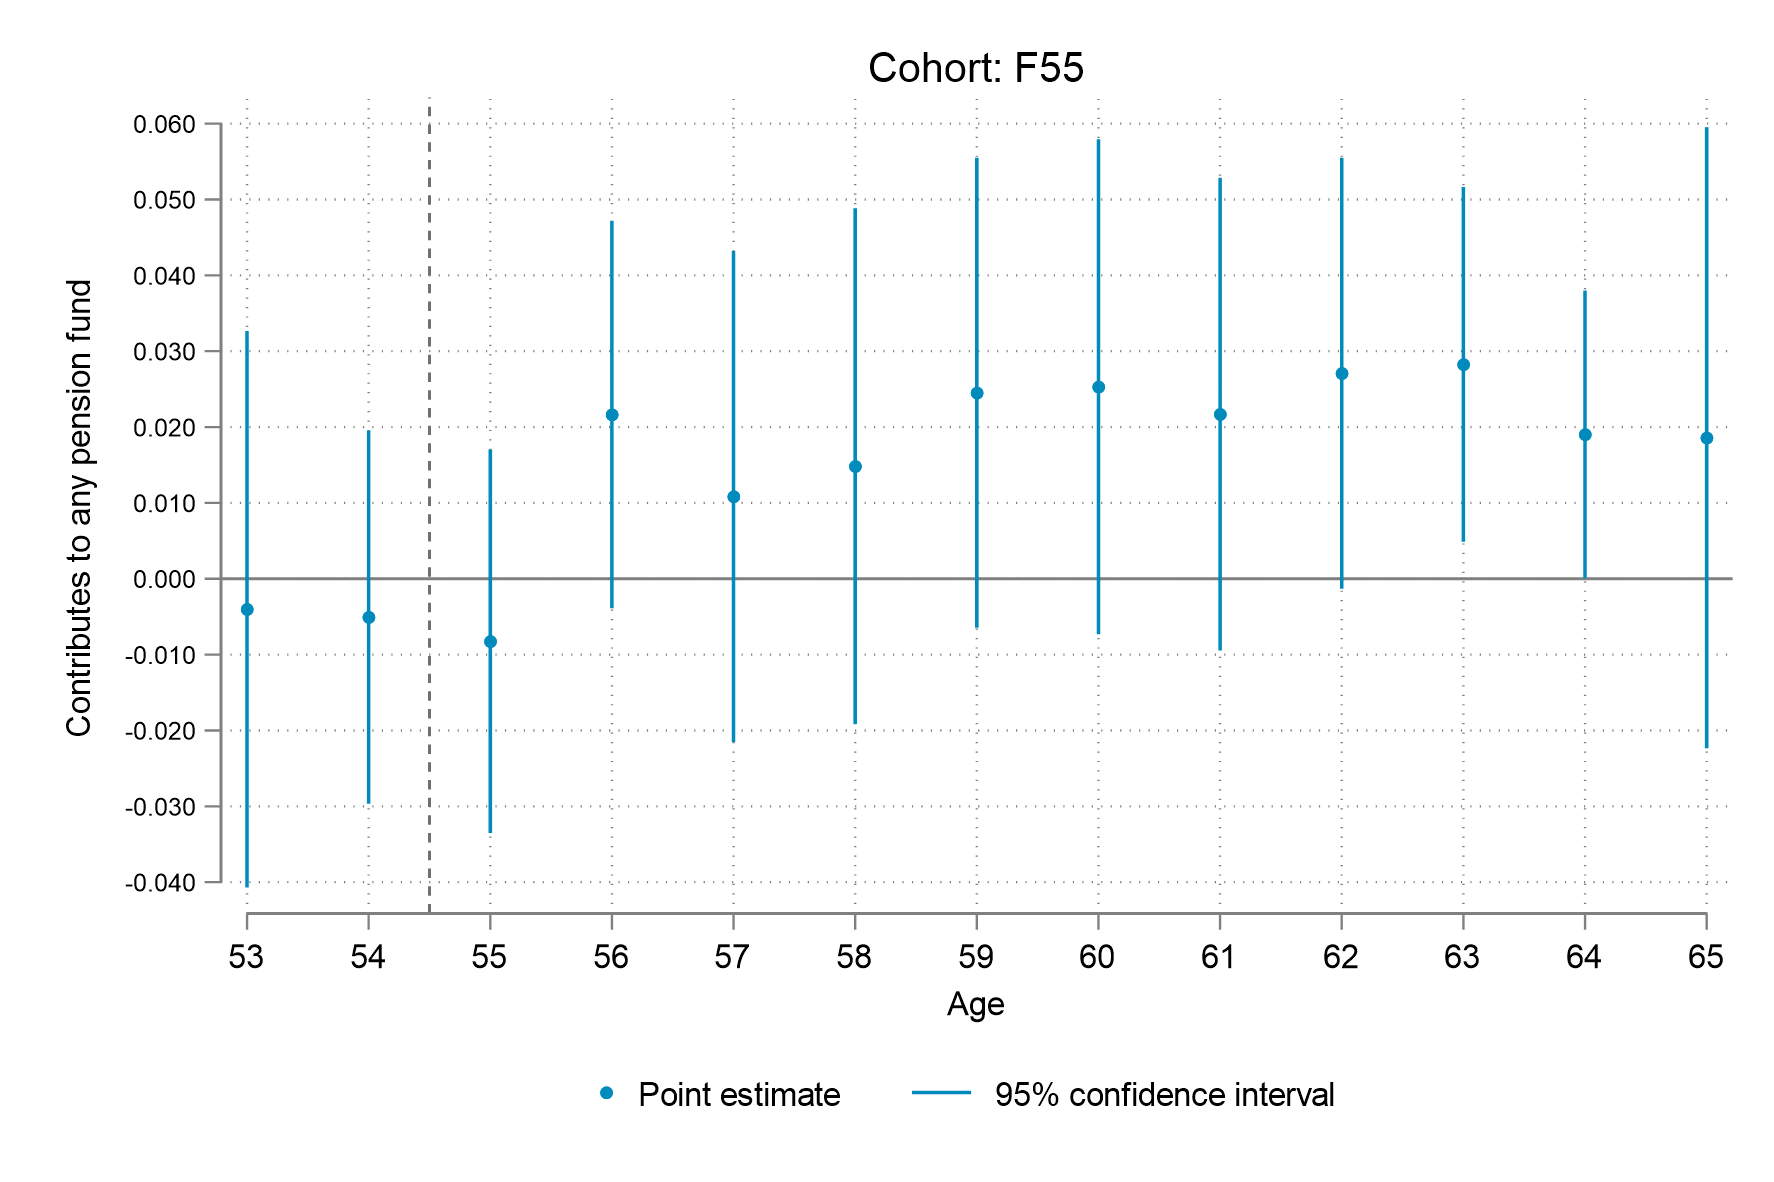 Cohort: F55
Contributes to any pension fund
0.060
0.050
0.040
0.030
0.020
0.010
0.000
-0.010
-0.020
-0.030
-0.040
53 54 55 56 57 58 59 60 61 62 63 64 65
Age
Point estimate 95% confidence interval